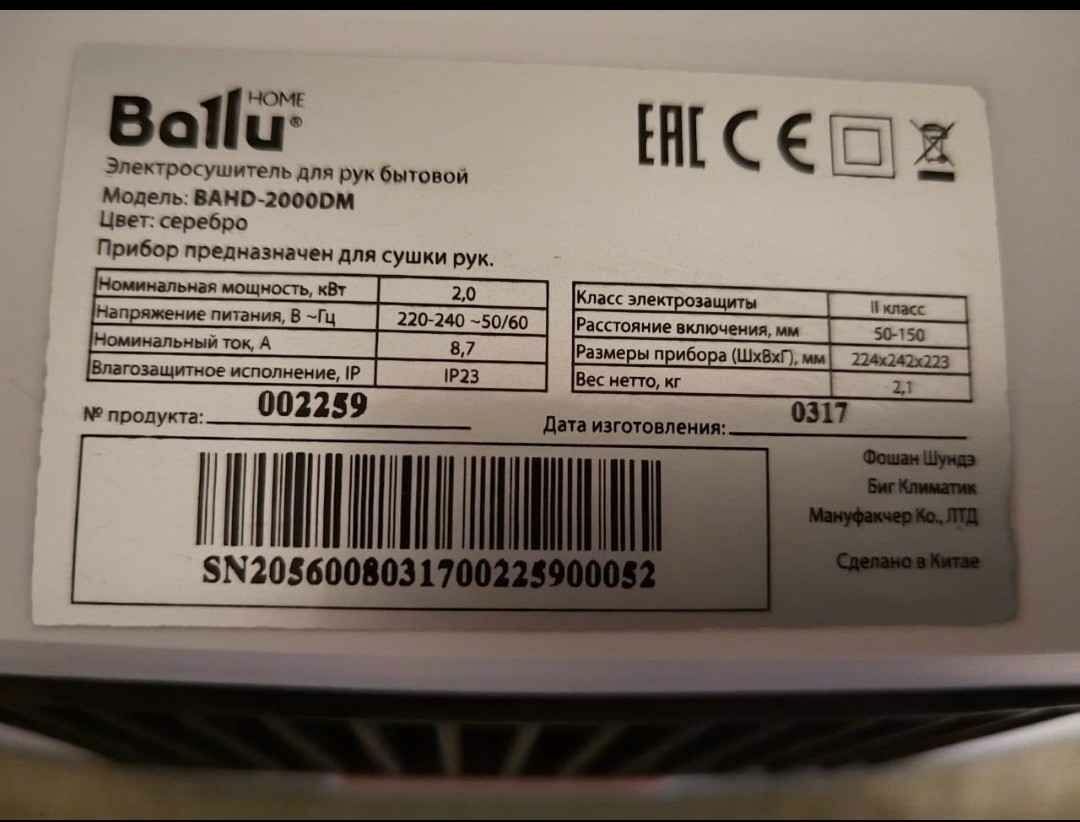 Ballu® HOME
EAC CE
Электросушитель для рук бытовой
Модель: BAHD-2000DM
Цвет: серебро
Прибор предназначен для сушки рук.
Номинальная мощность, кВт 2,0
Напряжение питания, В ~Гц 220-240 ~50/60
Номинальный ток, А 8,7
Влагозащитное исполнение, IP IP23
Класс электрозащиты II класс
Расстояние включения, мм 50-150
Размеры прибора (ШхВхГ), мм 224х242х223
Вес нетто, кг 2,1
№ продукта: 002259
Дата изготовления: 0317
SN2056008031700225900052
Фошан Шундэ
Биг Климатик
Мануфакчер Ко., ЛТД
Сделано в Китае